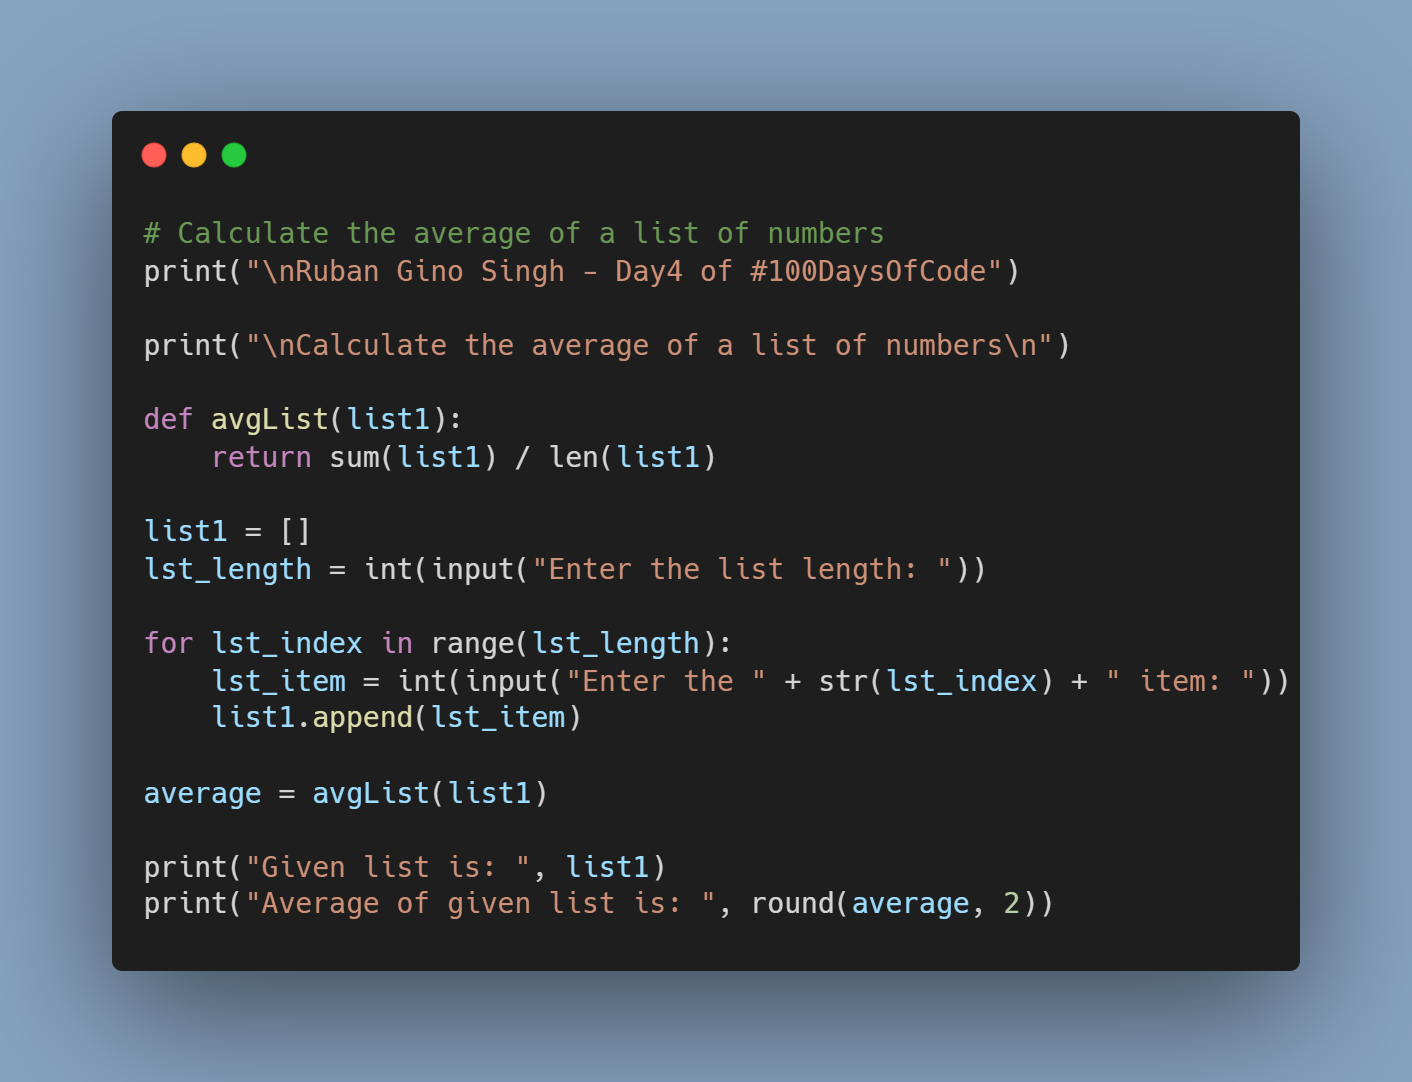 # Calculate the average of a list of numbers
print("\nRuban Gino Singh - Day4 of #100DaysOfCode")
print("\nCalculate the average of a list of numbers\n")
def avgList(list1):
    return sum(list1) / len(list1)
list1 = []
lst_length = int(input("Enter the list length: "))
for lst_index in range(lst_length):
    lst_item = int(input("Enter the " + str(lst_index) + " item: "))
    list1.append(lst_item)
average = avgList(list1)
print("Given list is: ", list1)
print("Average of given list is: ", round(average, 2))